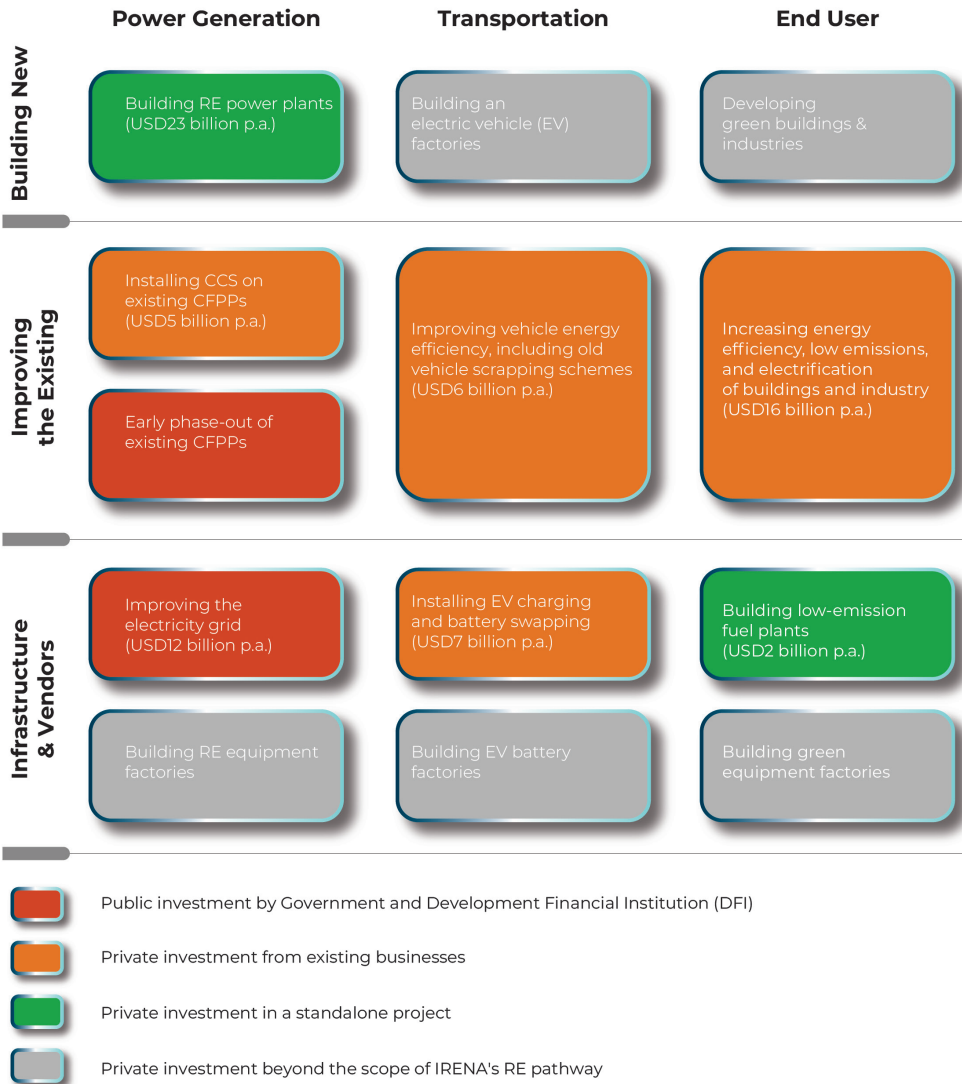 Power Generation
Transportation
End User
Building New
Building RE power plants
(USD23 billion p.a.)
Building an
electric vehicle (EV)
factories
Developing
green buildings &
industries
Improving
the Existing
Installing CCS on
existing CFPPs
(USD5 billion p.a.)
Early phase-out of
existing CFPPs
Improving vehicle energy
efficiency, including old
vehicle scrapping schemes
(USD6 billion p.a.)
Increasing energy
efficiency, low emissions,
and electrification
of buildings and industry
(USD16 billion p.a.)
Infrastructure
& Vendors
Improving the
electricity grid
(USD12 billion p.a.)
Installing EV charging
and battery swapping
(USD7 billion p.a.)
Building low-emission
fuel plants
(USD2 billion p.a.)
Building RE equipment
factories
Building EV battery
factories
Building green
equipment factories
Public investment by Government and Development Financial Institution (DFI)
Private investment from existing businesses
Private investment in a standalone project
Private investment beyond the scope of IRENA's RE pathway